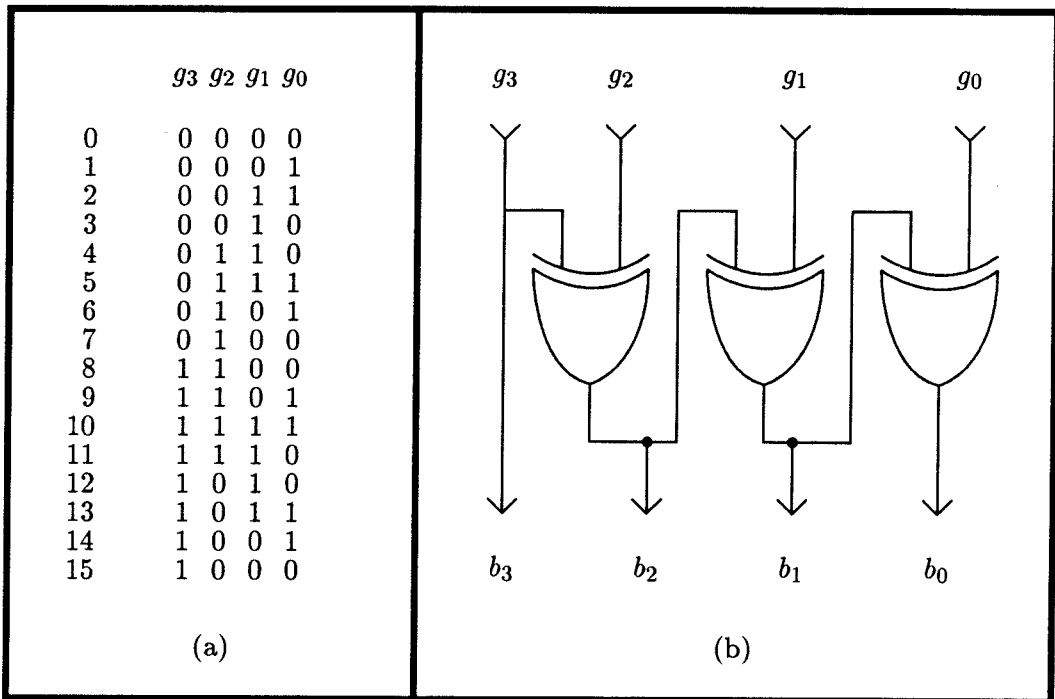 g3 g2 g1 g0
0 0 0 0 0
1 0 0 0 1
2 0 0 1 1
3 0 0 1 0
4 0 1 1 0
5 0 1 1 1
6 0 1 0 1
7 0 1 0 0
8 1 1 0 0
9 1 1 0 1
10 1 1 1 1
11 1 1 1 0
12 1 0 1 0
13 1 0 1 1
14 1 0 0 1
15 1 0 0 0
(a)
g3 g2 g1 g0
b3 b2 b1 b0
(b)